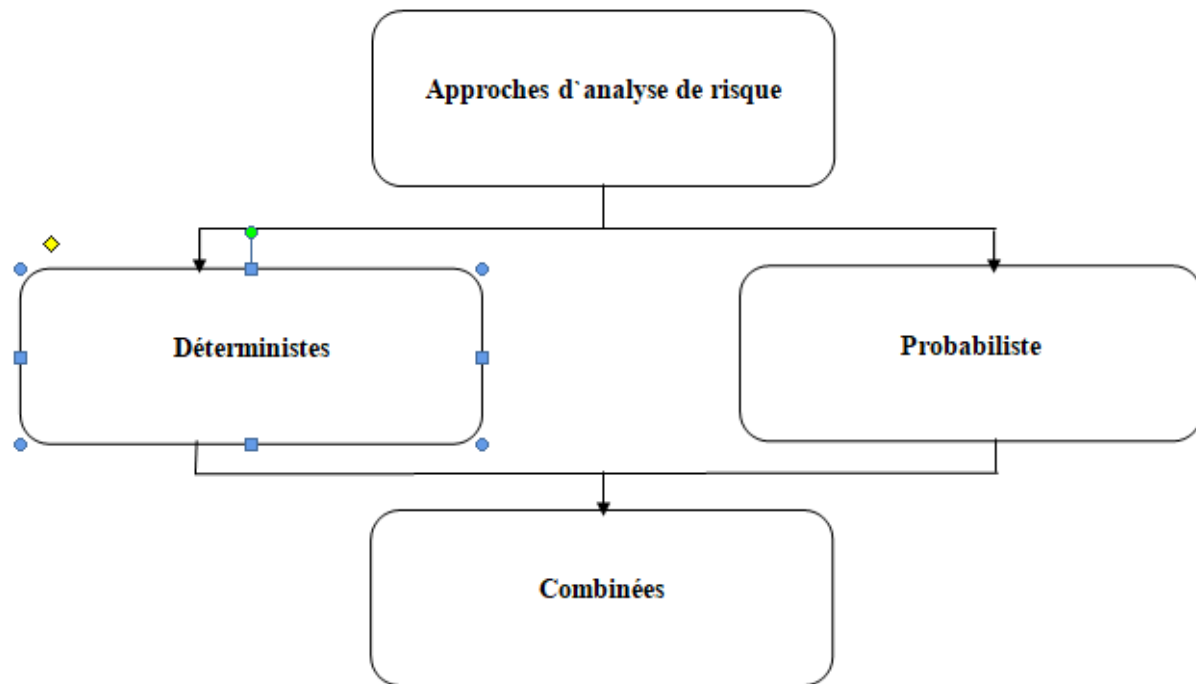 Approches d`analyse de risque
Déterministes
Probabiliste
Combinées